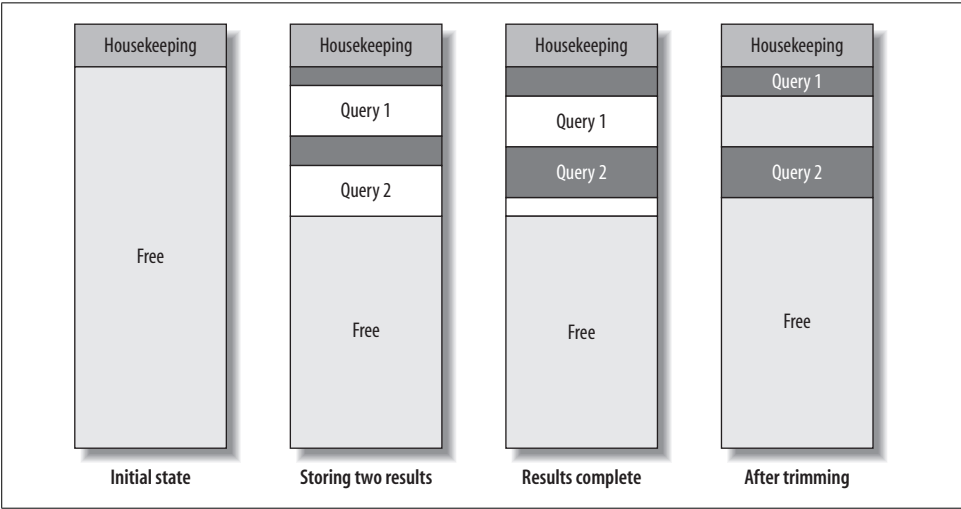 Housekeeping
Free
Initial state
Housekeeping
Query 1
Query 2
Free
Storing two results
Housekeeping
Query 1
Query 2
Free
Results complete
Housekeeping
Query 1
Query 2
Free
After trimming